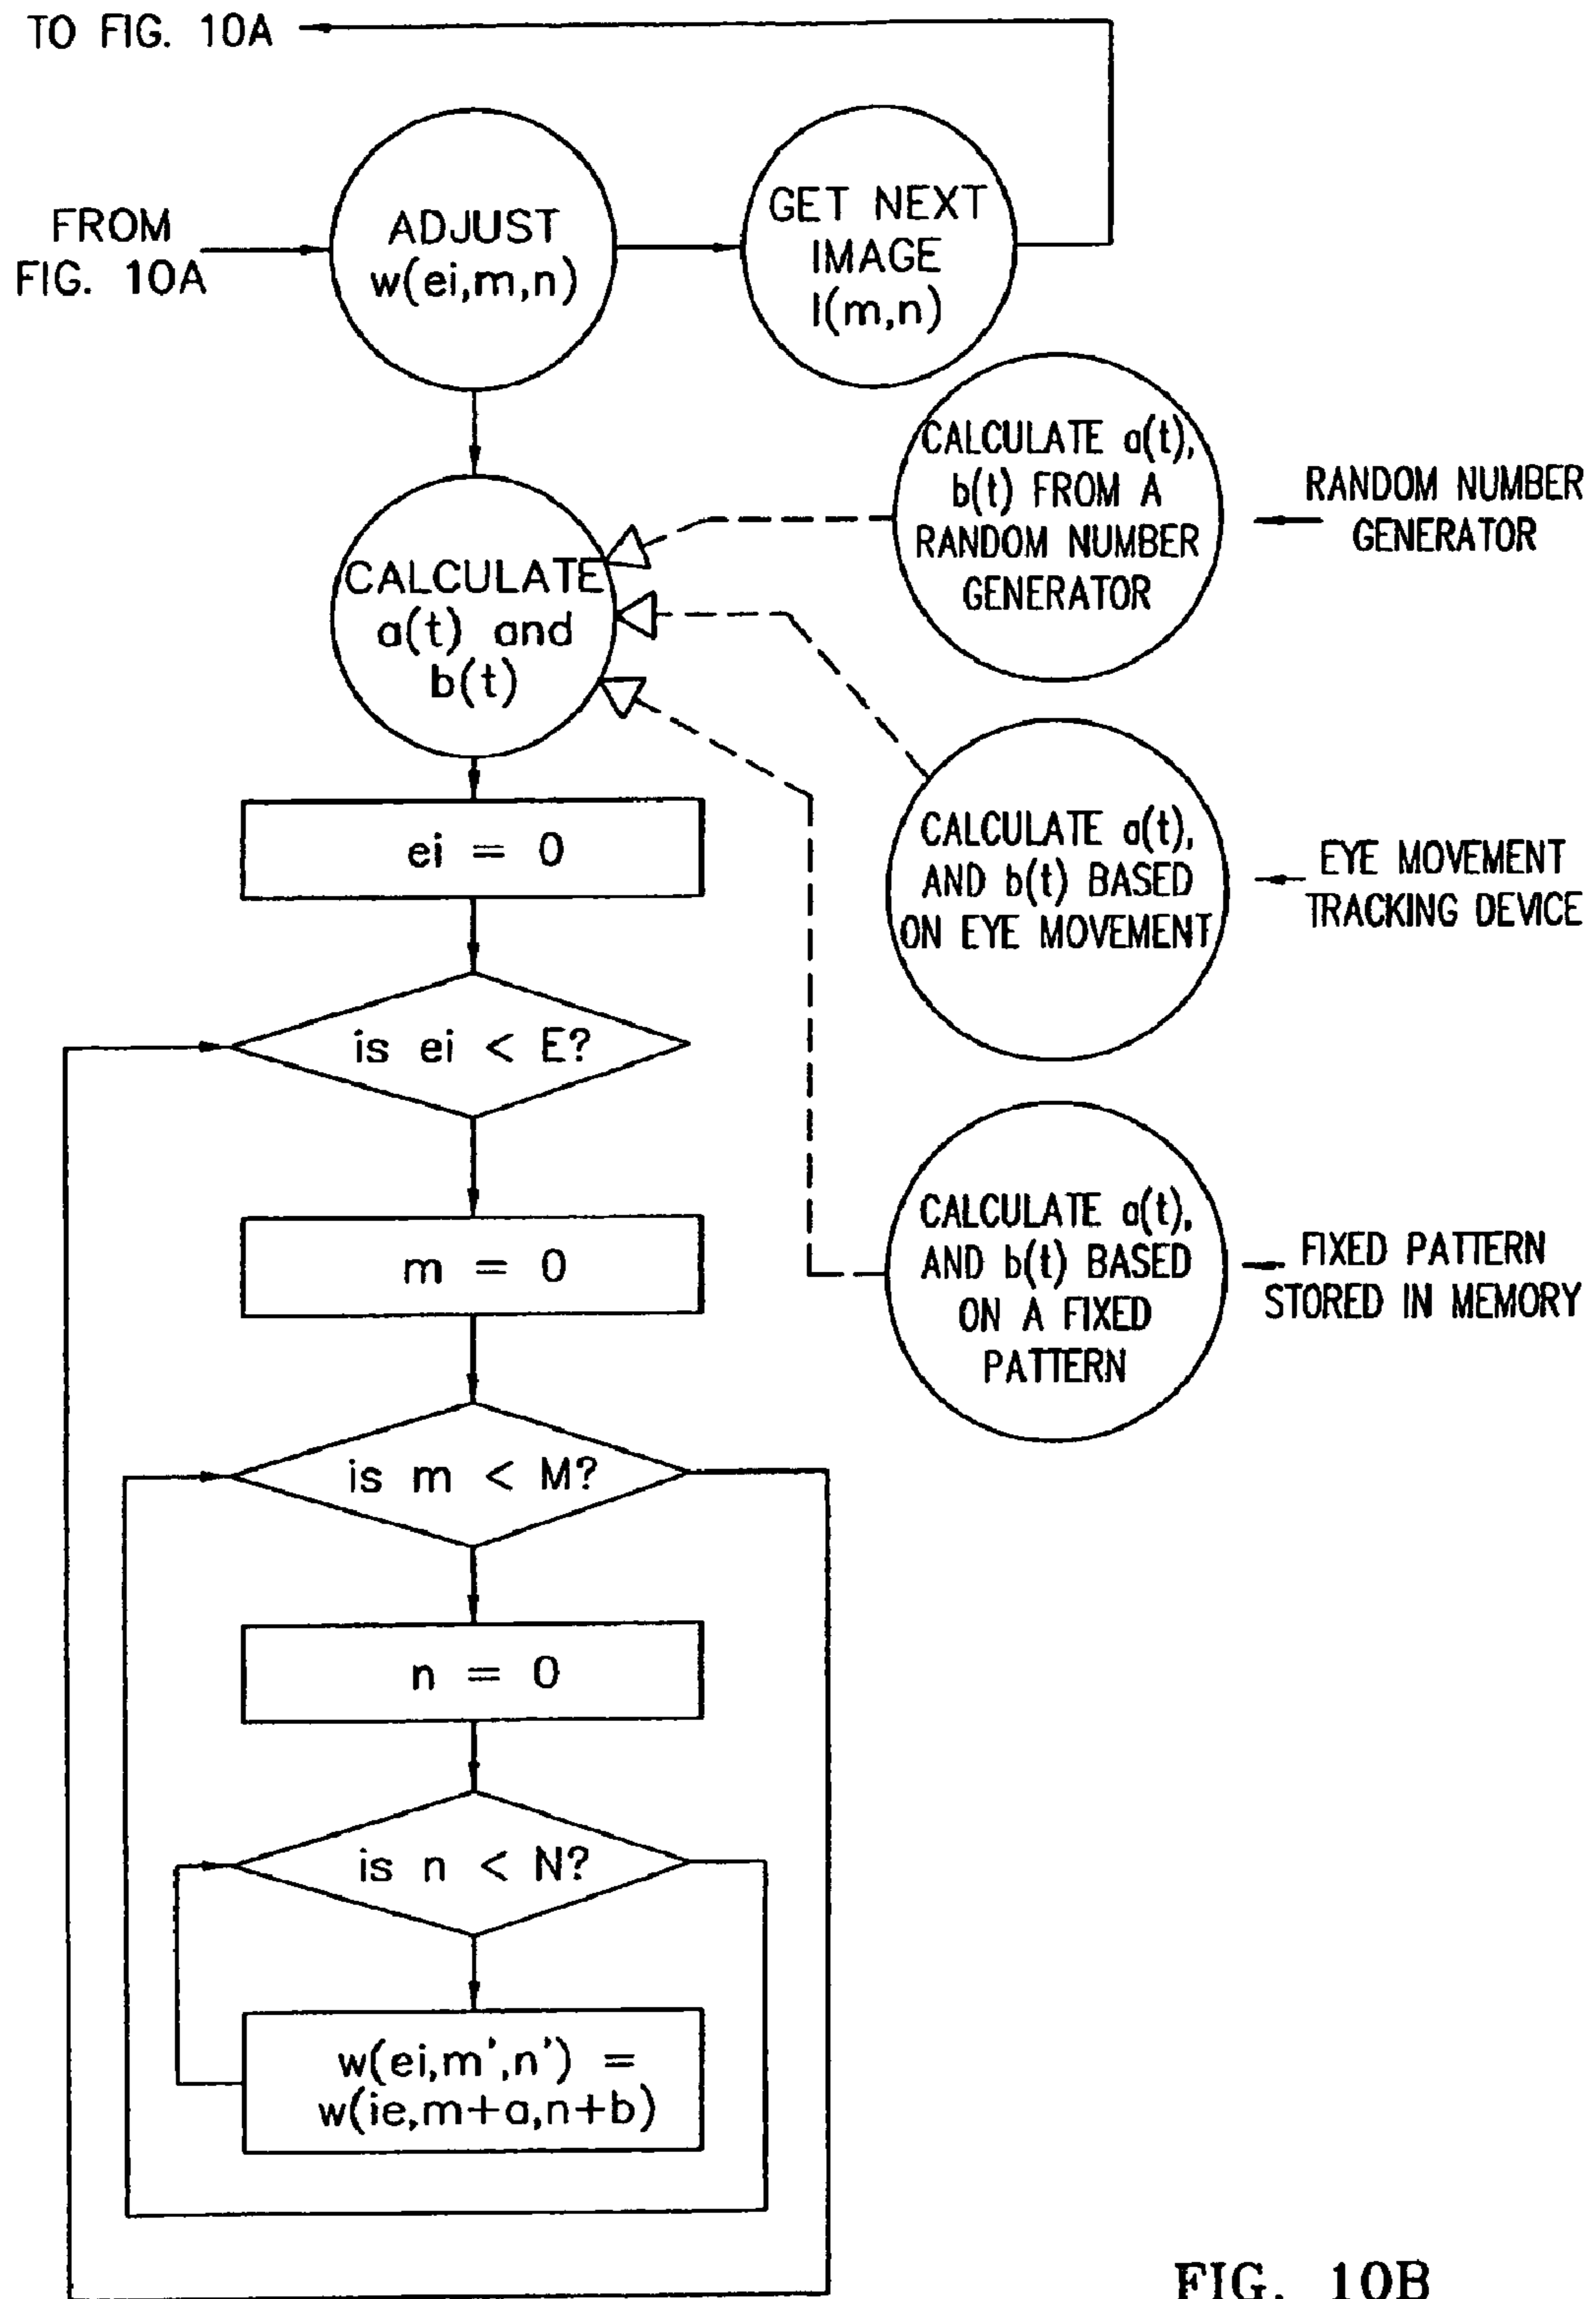 TO FIG. 10A
FROM
FIG. 10A
ADJUST
w(ei,m,n)
GET NEXT
IMAGE
I(m,n)
CALCULATE a(t),
b(t) FROM A
RANDOM NUMBER
GENERATOR
RANDOM NUMBER
GENERATOR
CALCULATE
a(t) and
b(t)
ei = 0
CALCULATE a(t),
AND b(t) BASED
ON EYE MOVEMENT
EYE MOVEMENT
TRACKING DEVICE
is ei < E?
m = 0
CALCULATE a(t),
AND b(t) BASED
ON A FIXED
PATTERN
FIXED PATTERN
STORED IN MEMORY
is m < M?
n = 0
is n < N?
w(ei,m',n') =
w(ie,m+a,n+b)
FIG. 10B